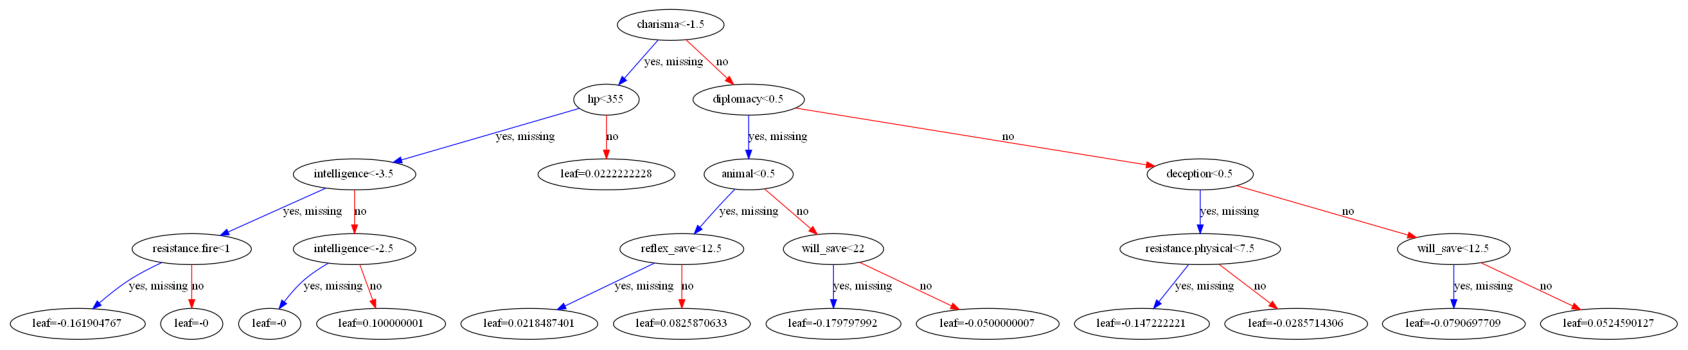 charisma<-1.5
yes, missing
no
hp<355
diplomacy<0.5
yes, missing
no
yes, missing
no
intelligence<-3.5
leaf=0.0222222228
animal<0.5
deception<0.5
yes, missing
no
yes, missing
no
yes, missing
no
resistance.fire<1
intelligence<-2.5
reflex_save<12.5
will_save<22
resistance.physical<7.5
will_save<12.5
yes, missing
no
yes, missing
no
yes, missing
no
yes, missing
no
yes, missing
no
yes, missing
no
leaf=-0.161904767
leaf=-0
leaf=-0
leaf=0.100000001
leaf=0.0218487401
leaf=0.0825870633
leaf=-0.179797992
leaf=-0.0500000007
leaf=-0.147222221
leaf=-0.0285714306
leaf=-0.0790697709
leaf=0.0524590127